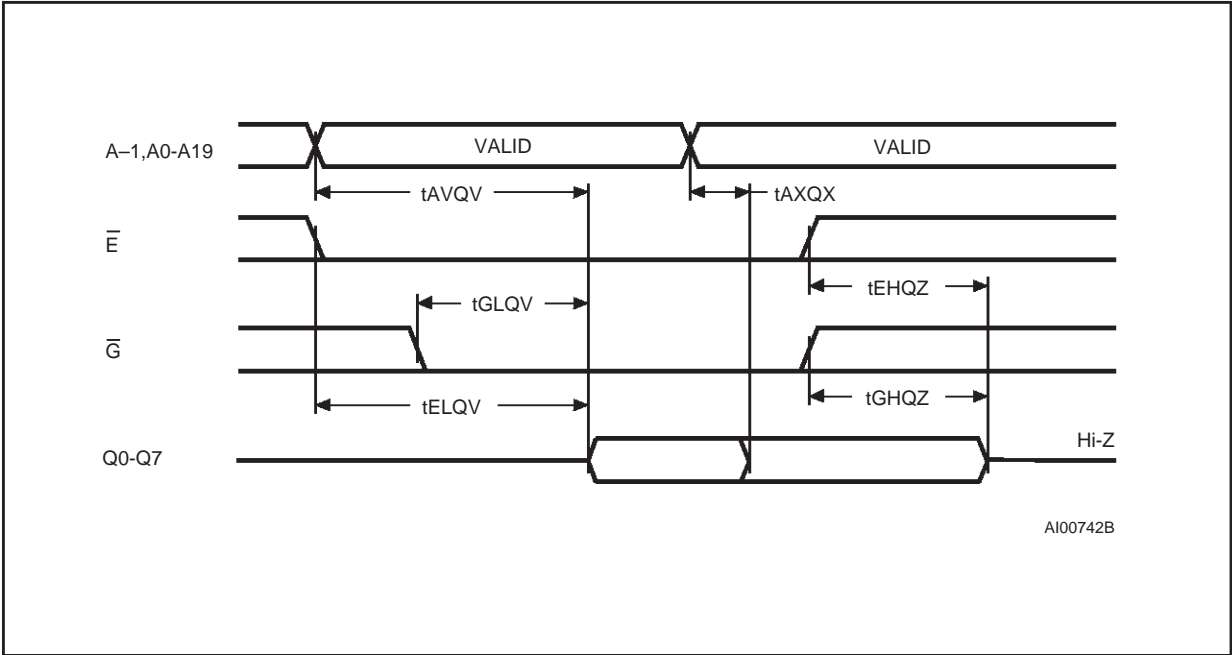 A–1,A0-A19
VALID
VALID
tAVQV
tAXQX
E̅
tEHQZ
tGLQV
G̅
tGHQZ
tELQV
Q0-Q7
Hi-Z
AI00742B